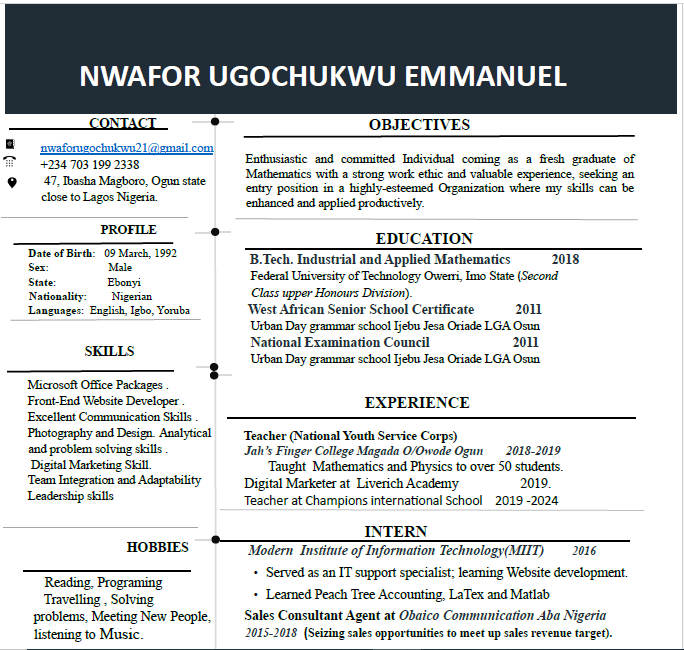 NWAFOR UGOCHUKWU EMMANUEL
CONTACT
nwaforugochukwu21@gmail.com
+234 703 199 2338
47, Ibasha Magboro, Ogun state
close to Lagos Nigeria.
PROFILE
Date of Birth: 09 March, 1992
Sex: Male
State: Ebonyi
Nationality: Nigerian
Languages: English, Igbo, Yoruba
SKILLS
Microsoft Office Packages .
Front-End Website Developer .
Excellent Communication Skills .
Photography and Design. Analytical
and problem solving skills .
Digital Marketing Skill.
Team Integration and Adaptability
Leadership skills
HOBBIES
Reading, Programing
Travelling , Solving
problems, Meeting New People,
listening to Music.
OBJECTIVES
Enthusiastic and committed Individual coming as a fresh graduate of
Mathematics with a strong work ethic and valuable experience, seeking an
entry position in a highly-esteemed Organization where my skills can be
enhanced and applied productively.
EDUCATION
B.Tech. Industrial and Applied Mathematics 2018
Federal University of Technology Owerri, Imo State (Second
Class upper Honours Division).
West African Senior School Certificate 2011
Urban Day grammar school Ijebu Jesa Oriade LGA Osun
National Examination Council 2011
Urban Day grammar school Ijebu Jesa Oriade LGA Osun
EXPERIENCE
Teacher (National Youth Service Corps)
Jah's Finger College Magada O/Owode Ogun 2018-2019
Taught Mathematics and Physics to over 50 students.
Digital Marketer at Liverich Academy 2019.
Teacher at Champions international School 2019 -2024
INTERN
Modern Institute of Information Technology(MIIT) 2016
• Served as an IT support specialist; learning Website development.
• Learned Peach Tree Accounting, LaTex and Matlab
Sales Consultant Agent at Obaico Communication Aba Nigeria
2015-2018 (Seizing sales opportunities to meet up sales revenue target).